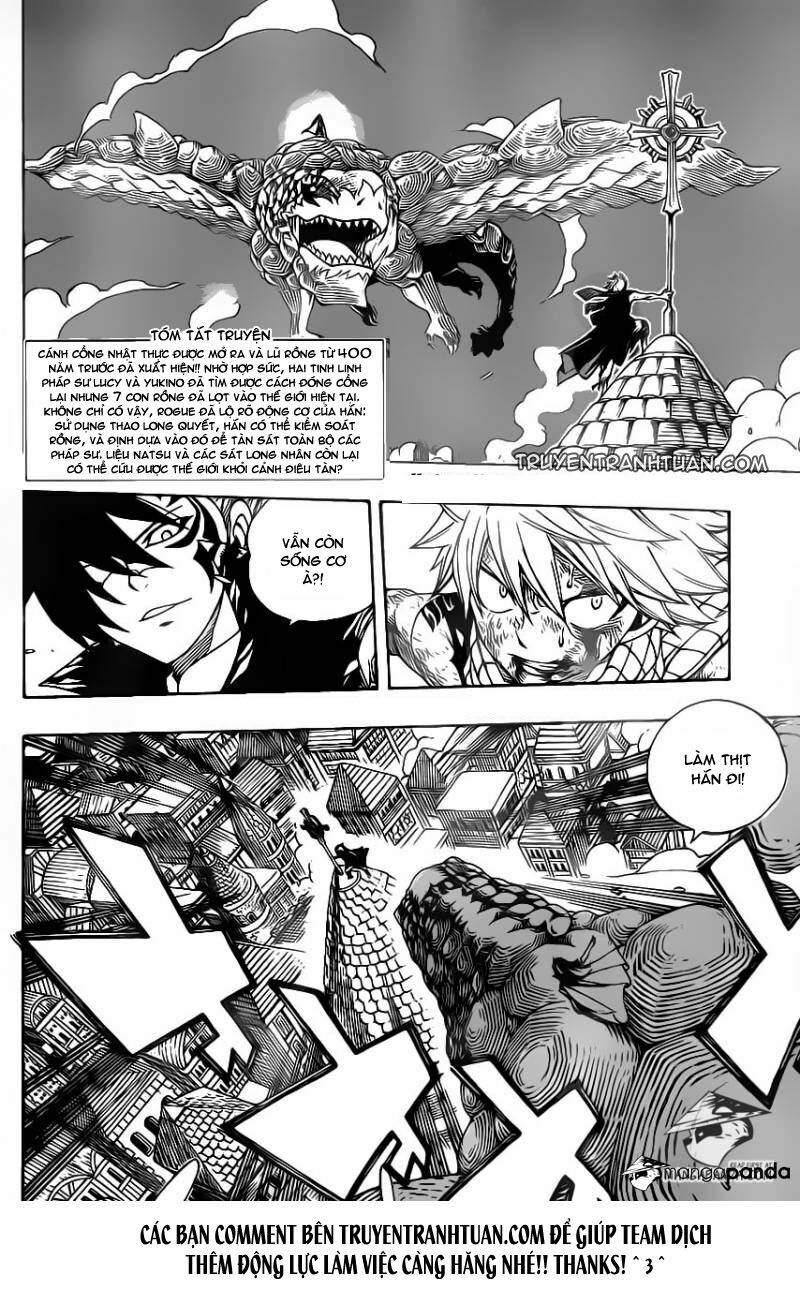 TÓM TẮT TRUYỆN
CÁNH CỔNG NHẬT THỰC ĐƯỢC MỞ RA VÀ LŨ RỒNG TỪ 400
NĂM TRƯỚC ĐÃ XUẤT HIỆN!! NHỜ HỢP SỨC, HAI TINH LINH
PHÁP SƯ LUCY VÀ YUKINO ĐÃ TÌM ĐƯỢC CÁCH ĐÓNG CỔNG
LẠI NHƯNG 7 CON RỒNG ĐÃ LỌT VÀO THẾ GIỚI HIỆN TẠI.
KHÔNG CHỈ CÓ VẬY, ROGUE ĐÃ LỘ RÕ ĐỘNG CƠ CỦA HẮN:
SỬ DỤNG THAO LONG QUYẾT, HẮN CÓ THỂ KIỂM SOÁT
RỒNG, VÀ ĐỊNH DỰA VÀO ĐÓ ĐỂ TÀN SÁT TOÀN BỘ CÁC
PHÁP SƯ. LIỆU NATSU VÀ CÁC SÁT LONG NHÂN CÒN LẠI
CÓ THỂ CỨU ĐƯỢC THẾ GIỚI KHỎI CẢNH ĐIÊU TÀN?
TRUYENTRANHTUAN.COM
VẪN CÒN
SỐNG CƠ
À?!
LÀM THỊT
HẮN ĐI!
READ FIRST AT
mangapanda
CÁC BẠN COMMENT BÊN TRUYENTRANHTUAN.COM ĐỂ GIÚP TEAM DỊCH
THÊM ĐỘNG LỰC LÀM VIỆC CÀNG HĂNG NHÉ!! THANKS! ^ 3 ^